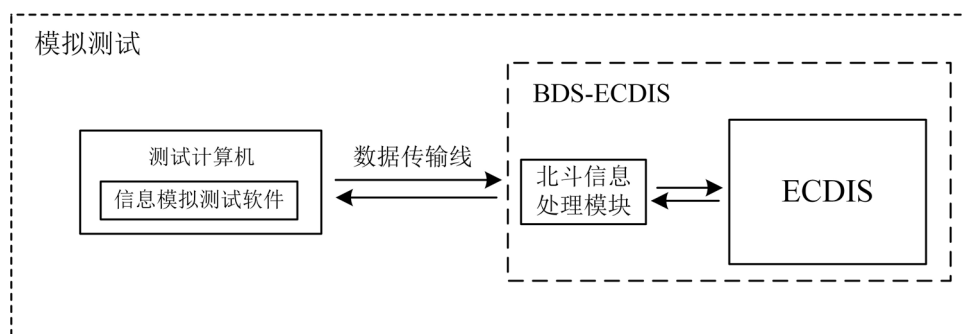 模拟测试
BDS-ECDIS
测试计算机
信息模拟测试软件
数据传输线
北斗信息
处理模块
ECDIS